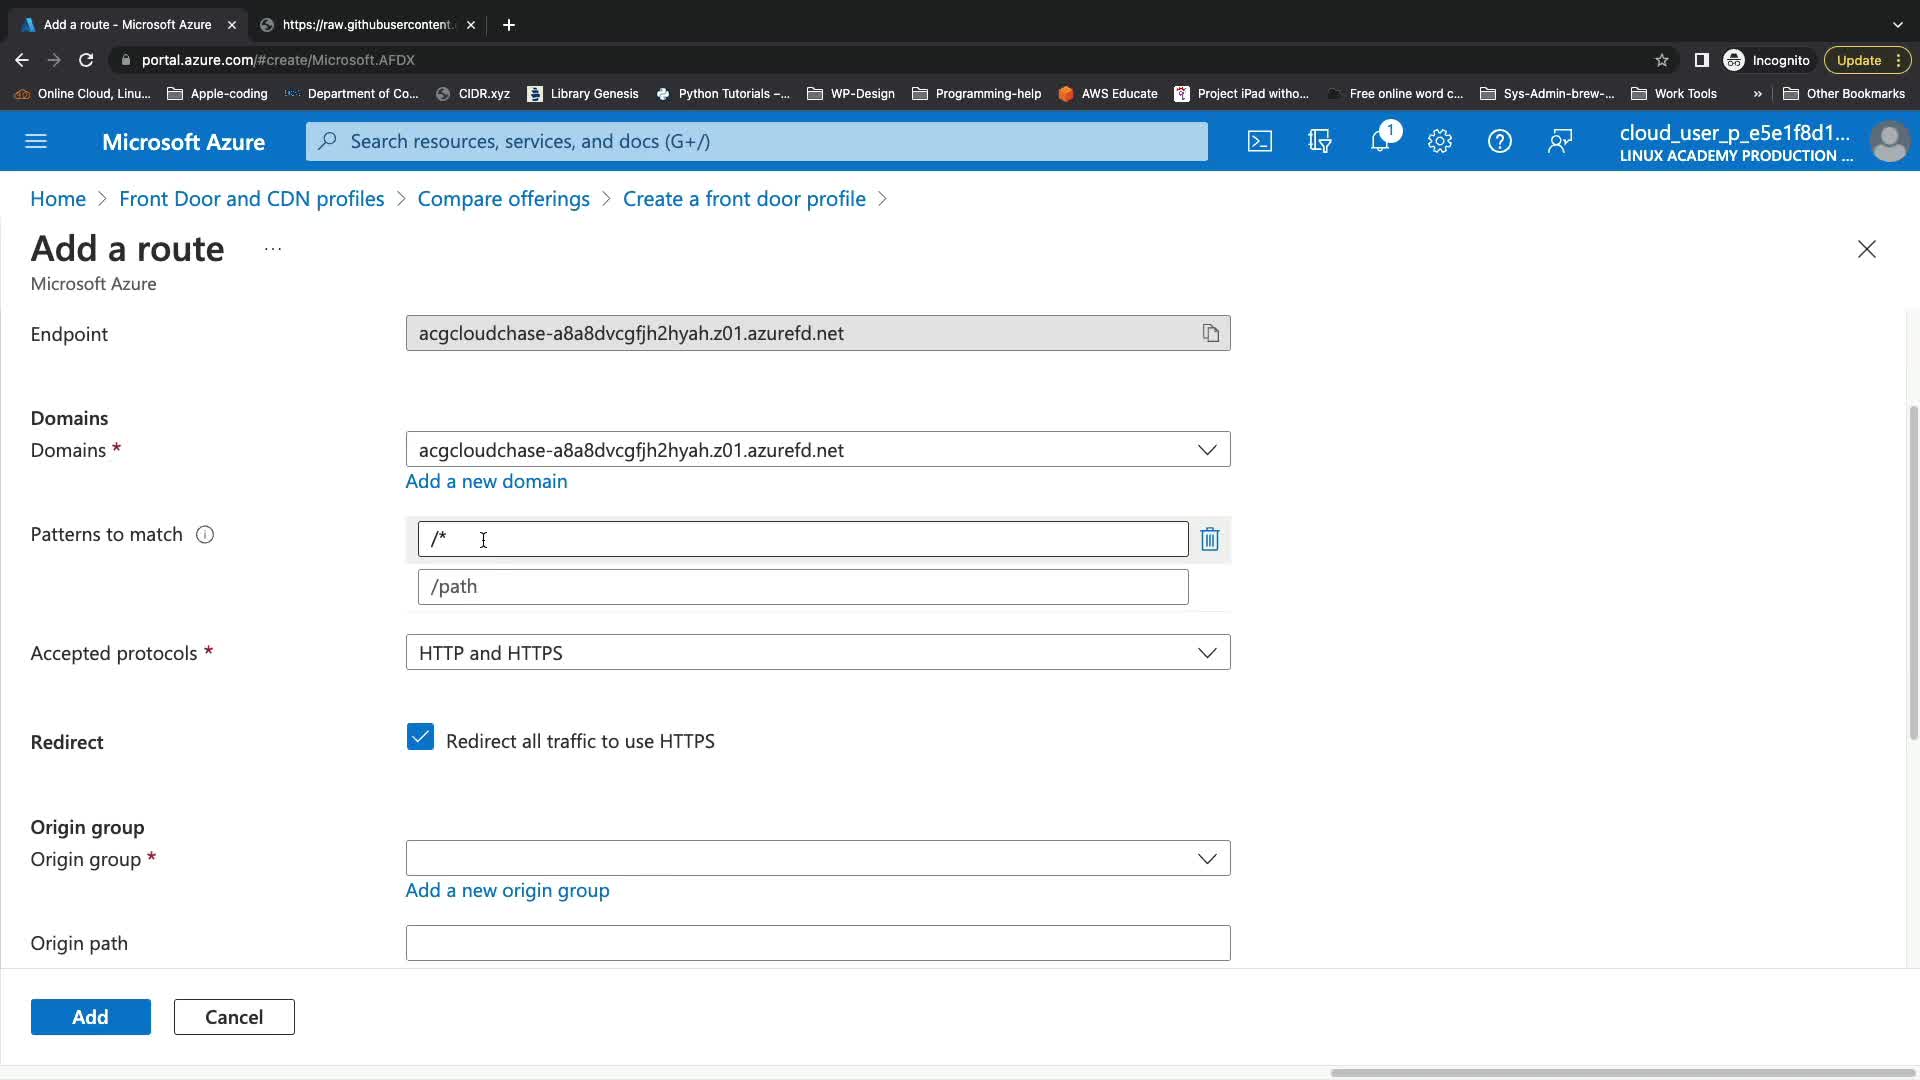 Add a route - Microsoft Azure
https://raw.githubusercontent.
portal.azure.com/#create/Microsoft.AFDX
Incognito
Update
Online Cloud, Linu...
Apple-coding
Department of Co...
CIDR.xyz
Library Genesis
Python Tutorials –...
WP-Design
Programming-help
AWS Educate
Project iPad witho...
Free online word c...
Sys-Admin-brew-...
Work Tools
»
Other Bookmarks
Microsoft Azure
Search resources, services, and docs (G+/)
1
cloud_user_p_e5e1f8d1...
LINUX ACADEMY PRODUCTION ...
Home > Front Door and CDN profiles > Compare offerings > Create a front door profile >
Add a route ...
Microsoft Azure
Endpoint
acgcloudchase-a8a8dvcgfjh2hyah.z01.azurefd.net
Domains
Domains *
acgcloudchase-a8a8dvcgfjh2hyah.z01.azurefd.net
Add a new domain
Patterns to match
/*
/path
Accepted protocols *
HTTP and HTTPS
Redirect
Redirect all traffic to use HTTPS
Origin group
Origin group *
Add a new origin group
Origin path
Add
Cancel